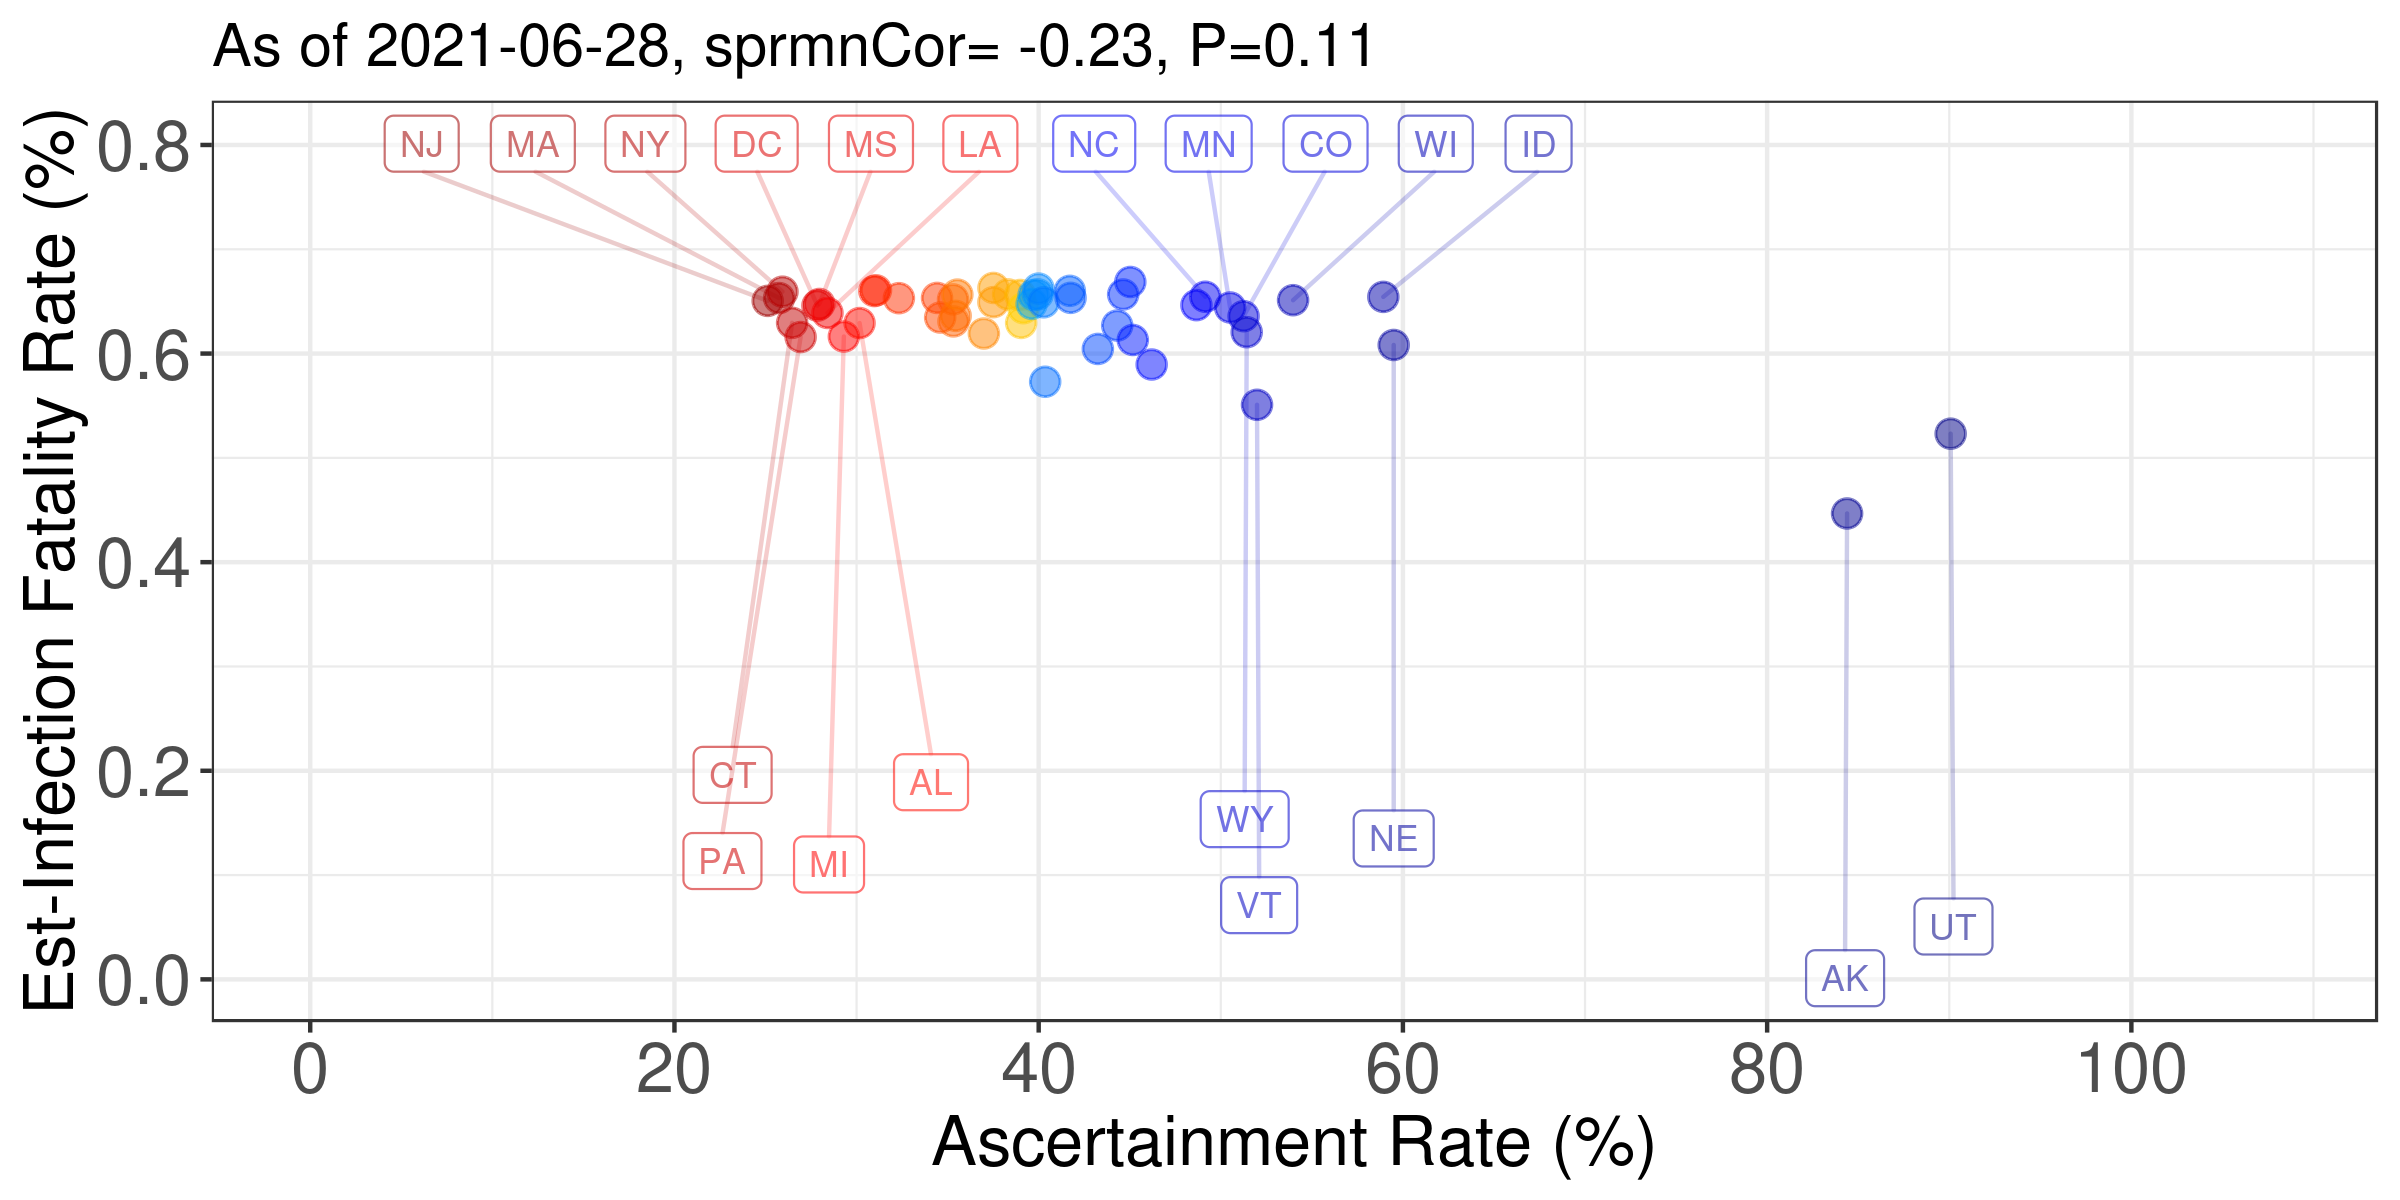 As of 2021-06-28, sprmnCor= -0.23, P=0.11
Est-Infection Fatality Rate (%)
0.8
0.6
0.4
0.2
0.0
NJ
MA
NY
DC
MS
LA
NC
MN
CO
WI
ID
CT
AL
PA
MI
WY
NE
VT
UT
AK
0
20
40
60
80
100
Ascertainment Rate (%)